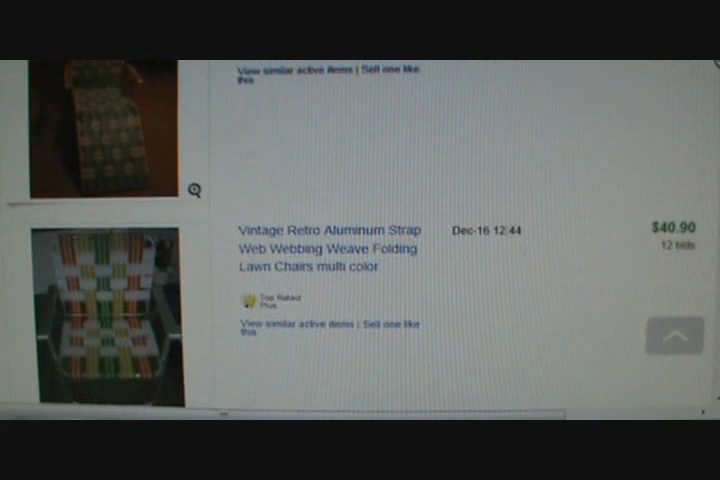 View similar active items | Sell one like
this
Vintage Retro Aluminum Strap
Web Webbing Weave Folding
Lawn Chairs multi color
Dec-16 12:44
$40.90
12 bids
Top Rated
Plus
View similar active items | Sell one like
this